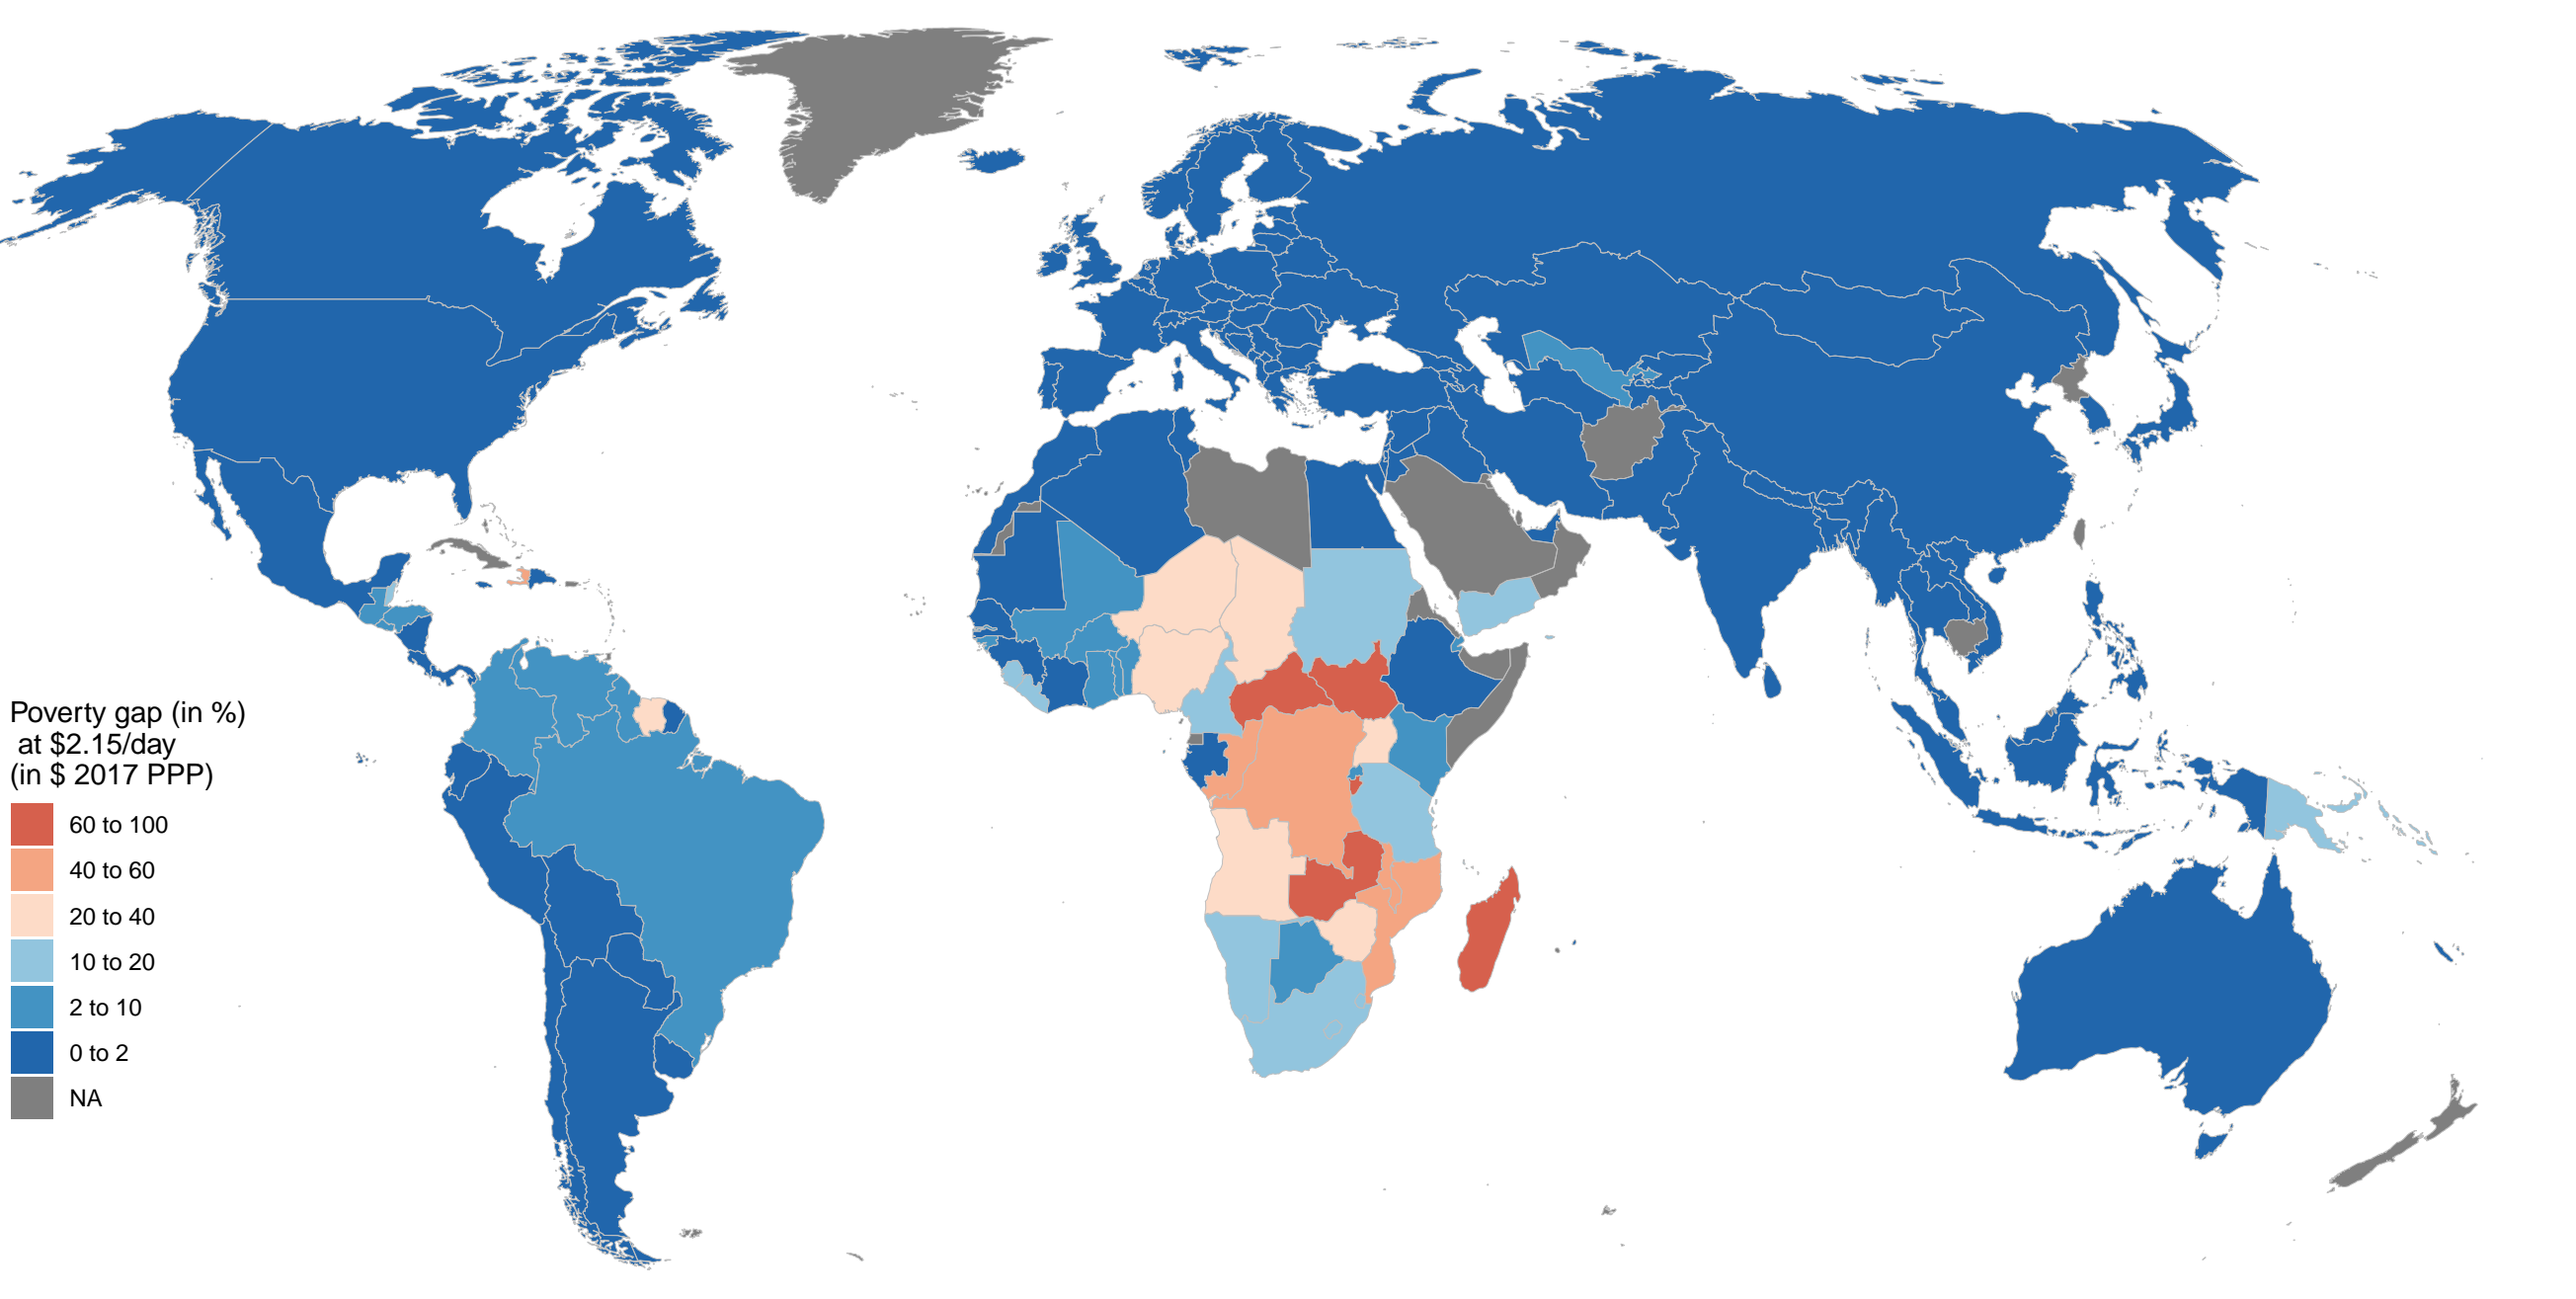 Poverty gap (in %)
at $2.15/day
(in $ 2017 PPP)
60 to 100
40 to 60
20 to 40
10 to 20
2 to 10
0 to 2
NA